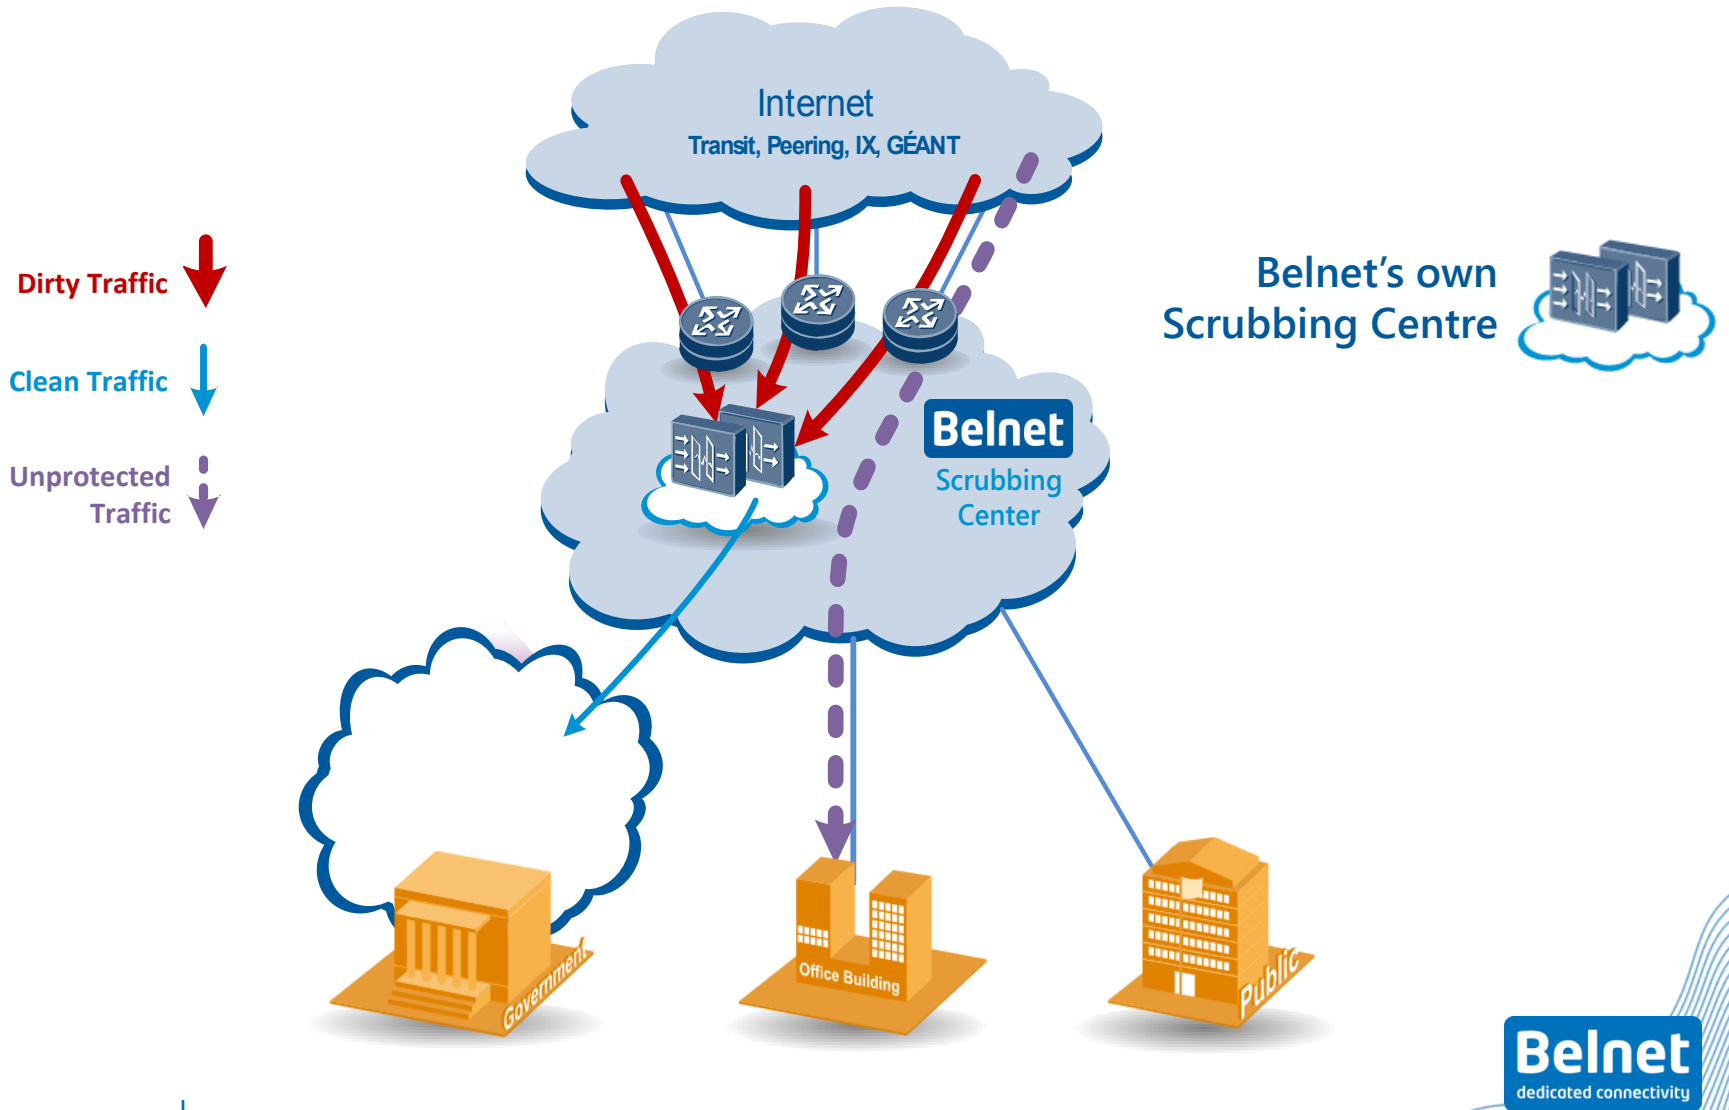 Internet
Transit, Peering, IX, GÉANT
Dirty Traffic
Clean Traffic
Unprotected
Traffic
Belnet's own
Scrubbing Centre
Belnet
Scrubbing
Center
Government
Office Building
Public
Belnet
dedicated connectivity